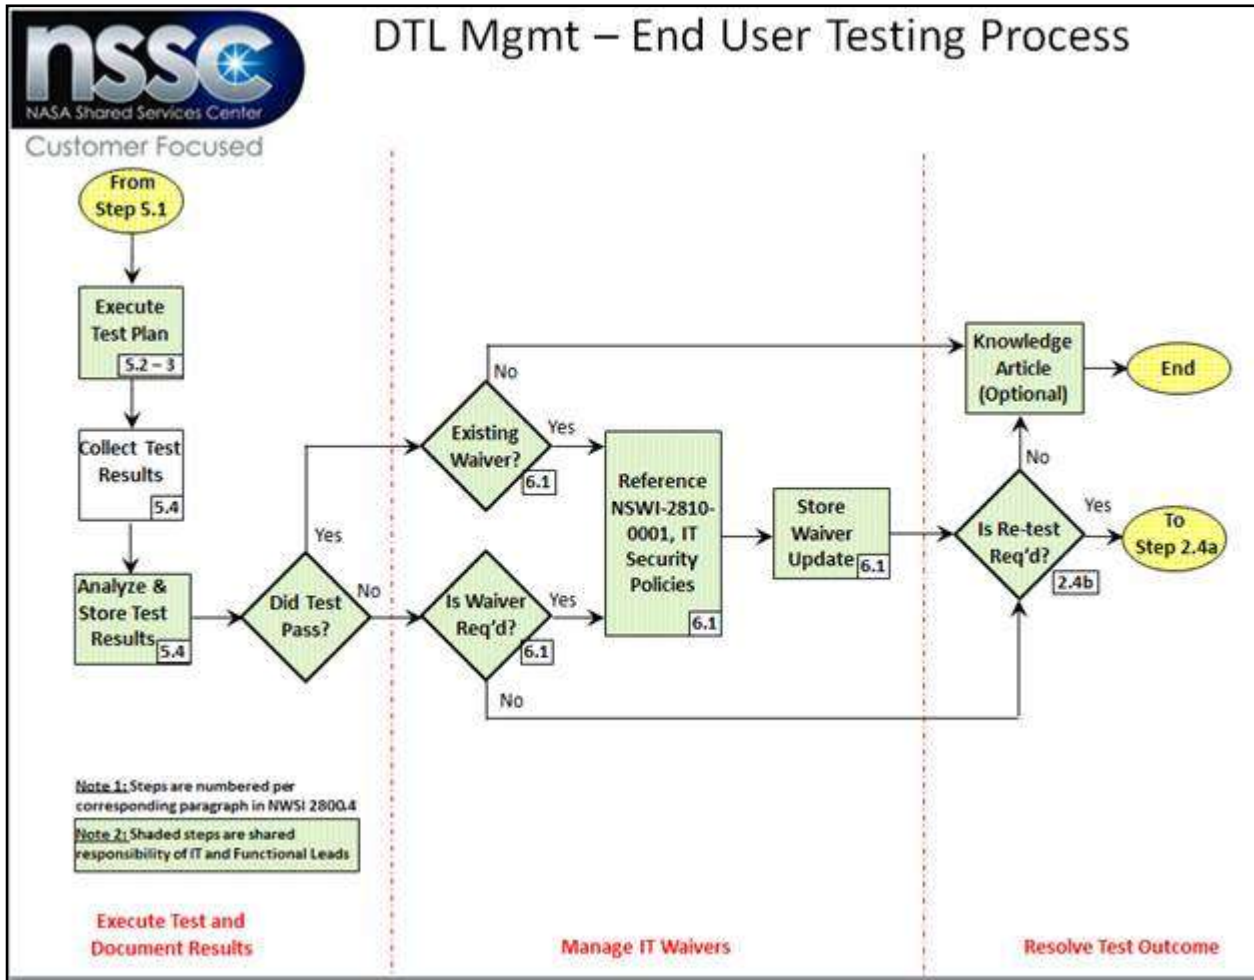 nssc
NASA Shared Services Center
Customer Focused
DTL Mgmt – End User Testing Process
From
Step 5.1
Execute
Test Plan
5.2 – 3
Collect Test
Results
5.4
Analyze &
Store Test
Results
5.4
Did Test
Pass?
Yes
No
Existing
Waiver?
6.1
No
Yes
Is Waiver
Req'd?
6.1
Yes
No
Reference
NSWI-2810-
0001, IT
Security
Policies
6.1
Store
Waiver
Update
6.1
Knowledge
Article
(Optional)
End
No
Is Re-test
Req'd?
2.4b
Yes
To
Step 2.4a
Note 1: Steps are numbered per
corresponding paragraph in NWSI 2800.4
Note 2: Shaded steps are shared
responsibility of IT and Functional Leads
Execute Test and
Document Results
Manage IT Waivers
Resolve Test Outcome